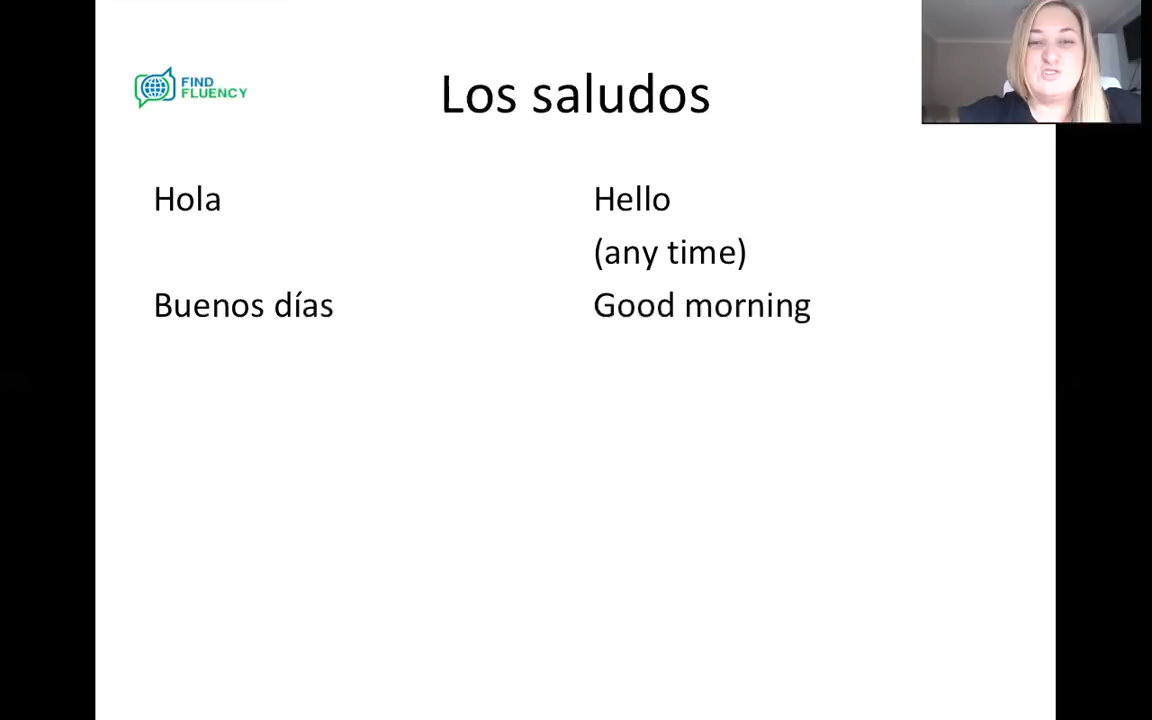 FIND
FLUENCY
Los saludos
Hola
Hello
(any time)
Buenos días
Good morning